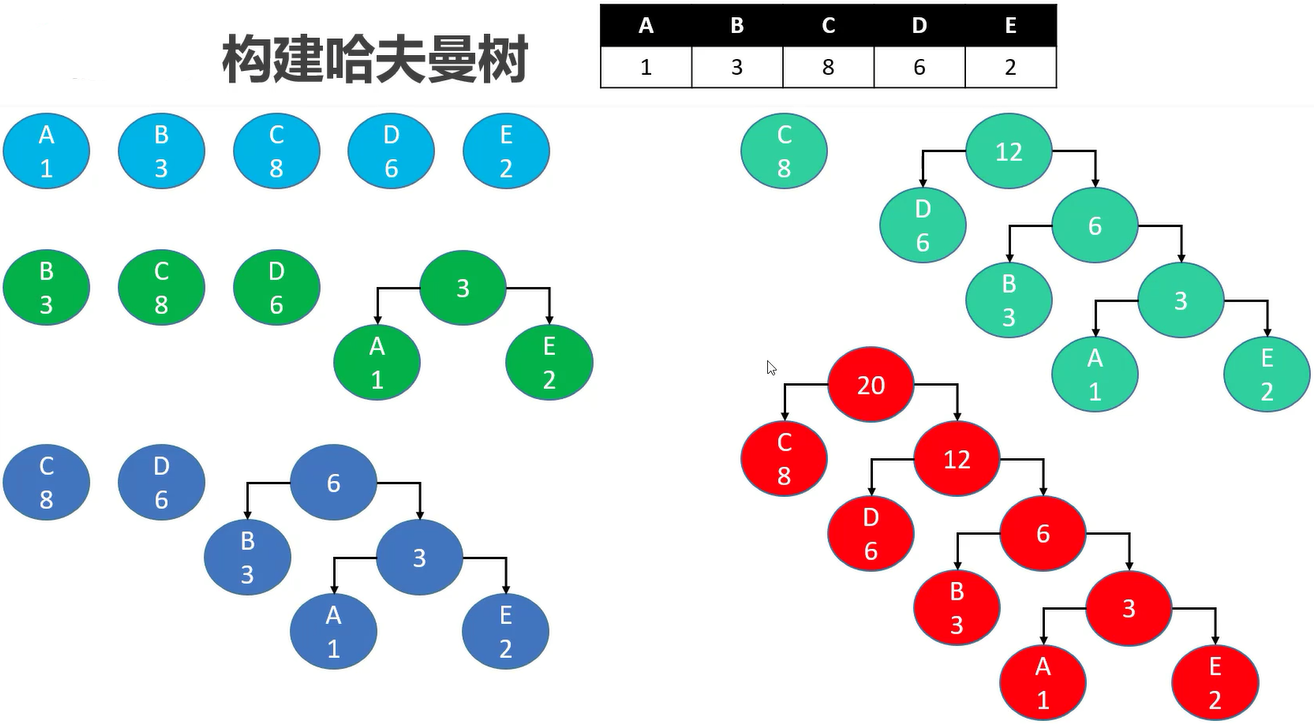 构建哈夫曼树
A B C D E
1 3 8 6 2
A B C D E
1 3 8 6 2
B C D 3
3 8 6
A E
1 2
C D 6
8 6
B 3
3
A E
1 2
C 12
8
D 6
6
B 3
3
A E
1 2
20
C 12
8
D 6
6
B 3
3
A E
1 2